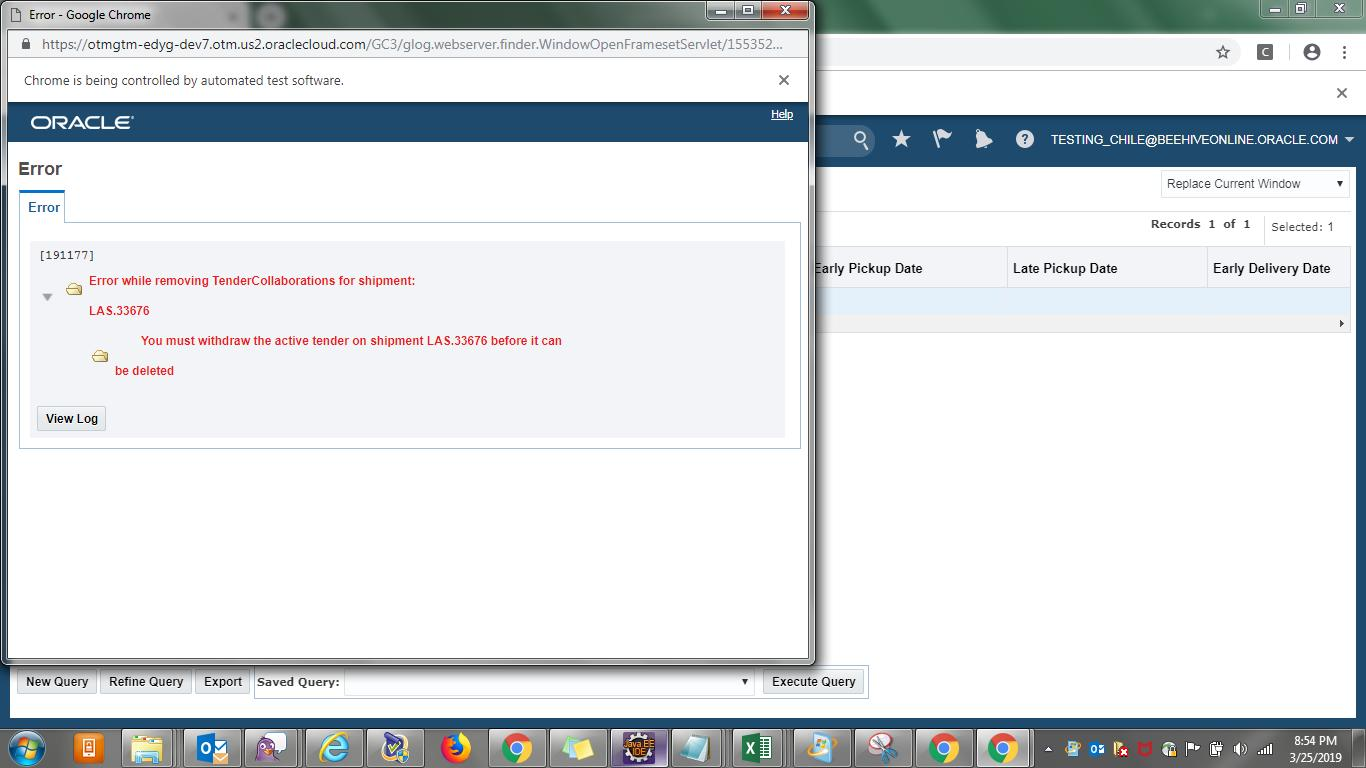 Error - Google Chrome
https://otmgtm-edyg-dev7.otm.us2.oraclecloud.com/GC3/glog.webserver.finder.WindowOpenFramesetServlet/155352...
Chrome is being controlled by automated test software.
ORACLE
Help
Error
Error
[191177]
Error while removing TenderCollaborations for shipment:
LAS.33676
You must withdraw the active tender on shipment LAS.33676 before it can
be deleted
View Log
C
TESTING_CHILE@BEEHIVEONLINE.ORACLE.COM
Replace Current Window
Records 1 of 1
Selected: 1
Early Pickup Date
Late Pickup Date
Early Delivery Date
New Query
Refine Query
Export
Saved Query:
Execute Query
Java EE
IDE
8:54 PM
3/25/2019